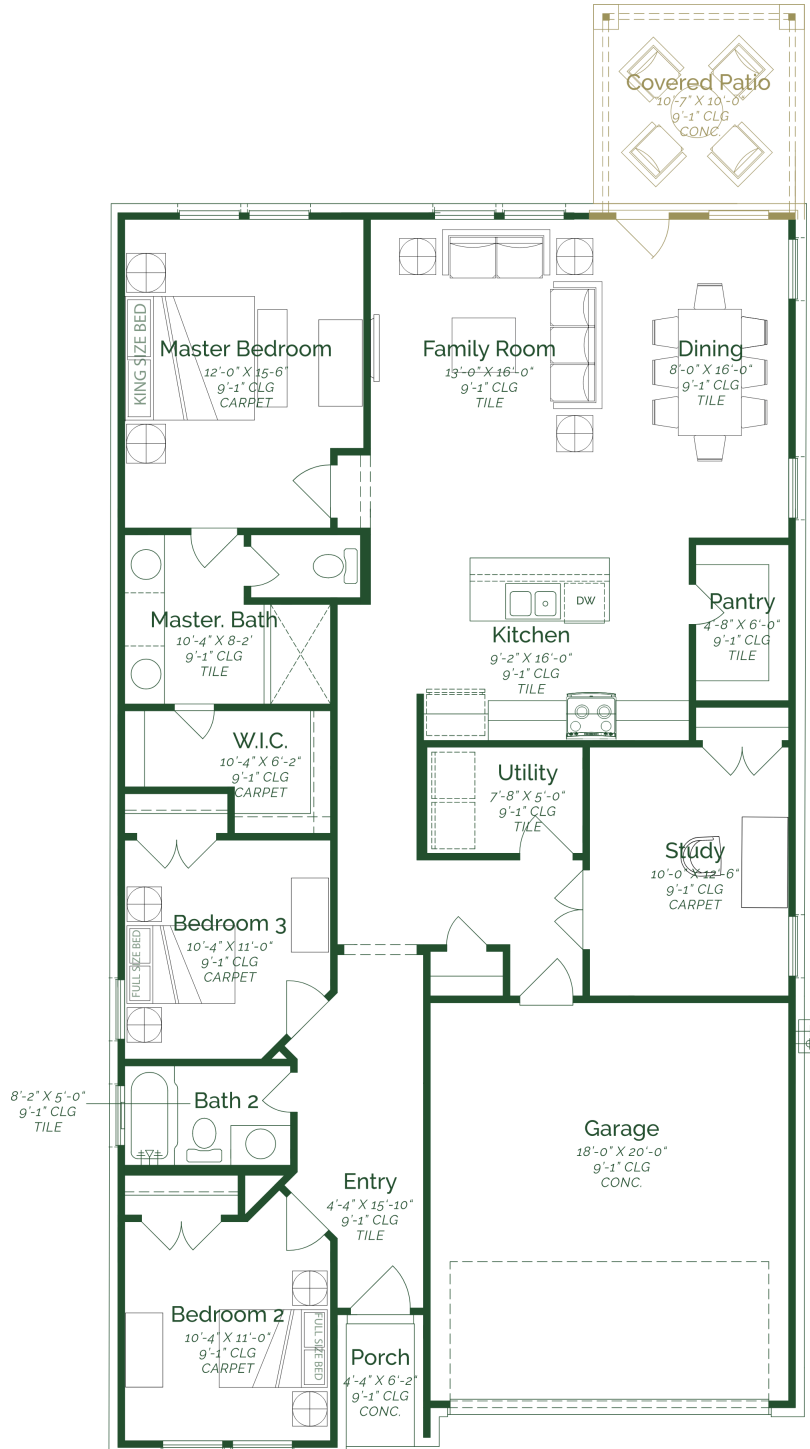 Covered Patio
10'-7" X 10'-0"
9'-1" CLG
CONC.
KING SIZE BED
Master Bedroom
12'-0" X 15-6"
9'-1" CLG
CARPET
Family Room
13'-0" X 16'-0"
9'-1" CLG
TILE
Dining
8'-0" X 16'-0"
9'-1" CLG
TILE
Master. Bath
10'-4" X 8-2'
9'-1" CLG
TILE
DW
Kitchen
9'-2" X 16'-0"
9'-1" CLG
TILE
Pantry
4'-8" X 6'-0"
9'-1" CLG
TILE
W.I.C.
10'-4" X 6'-2"
9'-1" CLG
CARPET
Utility
7'-8" X 5'-0"
9'-1" CLG
TILE
Study
10'-0" X 12'-6"
9'-1" CLG
CARPET
Bedroom 3
10'-4" X 11'-0"
9'-1" CLG
CARPET
FULL SIZE BED
8'-2" X 5'-0"
9'-1" CLG
TILE
Bath 2
Garage
18'-0" X 20'-0"
9'-1" CLG
CONC.
Entry
4'-4" X 15'-10"
9'-1" CLG
TILE
Bedroom 2
10'-4" X 11'-0"
9'-1" CLG
CARPET
FULL SIZE BED
Porch
4'-4" X 6'-2"
9'-1" CLG
CONC.